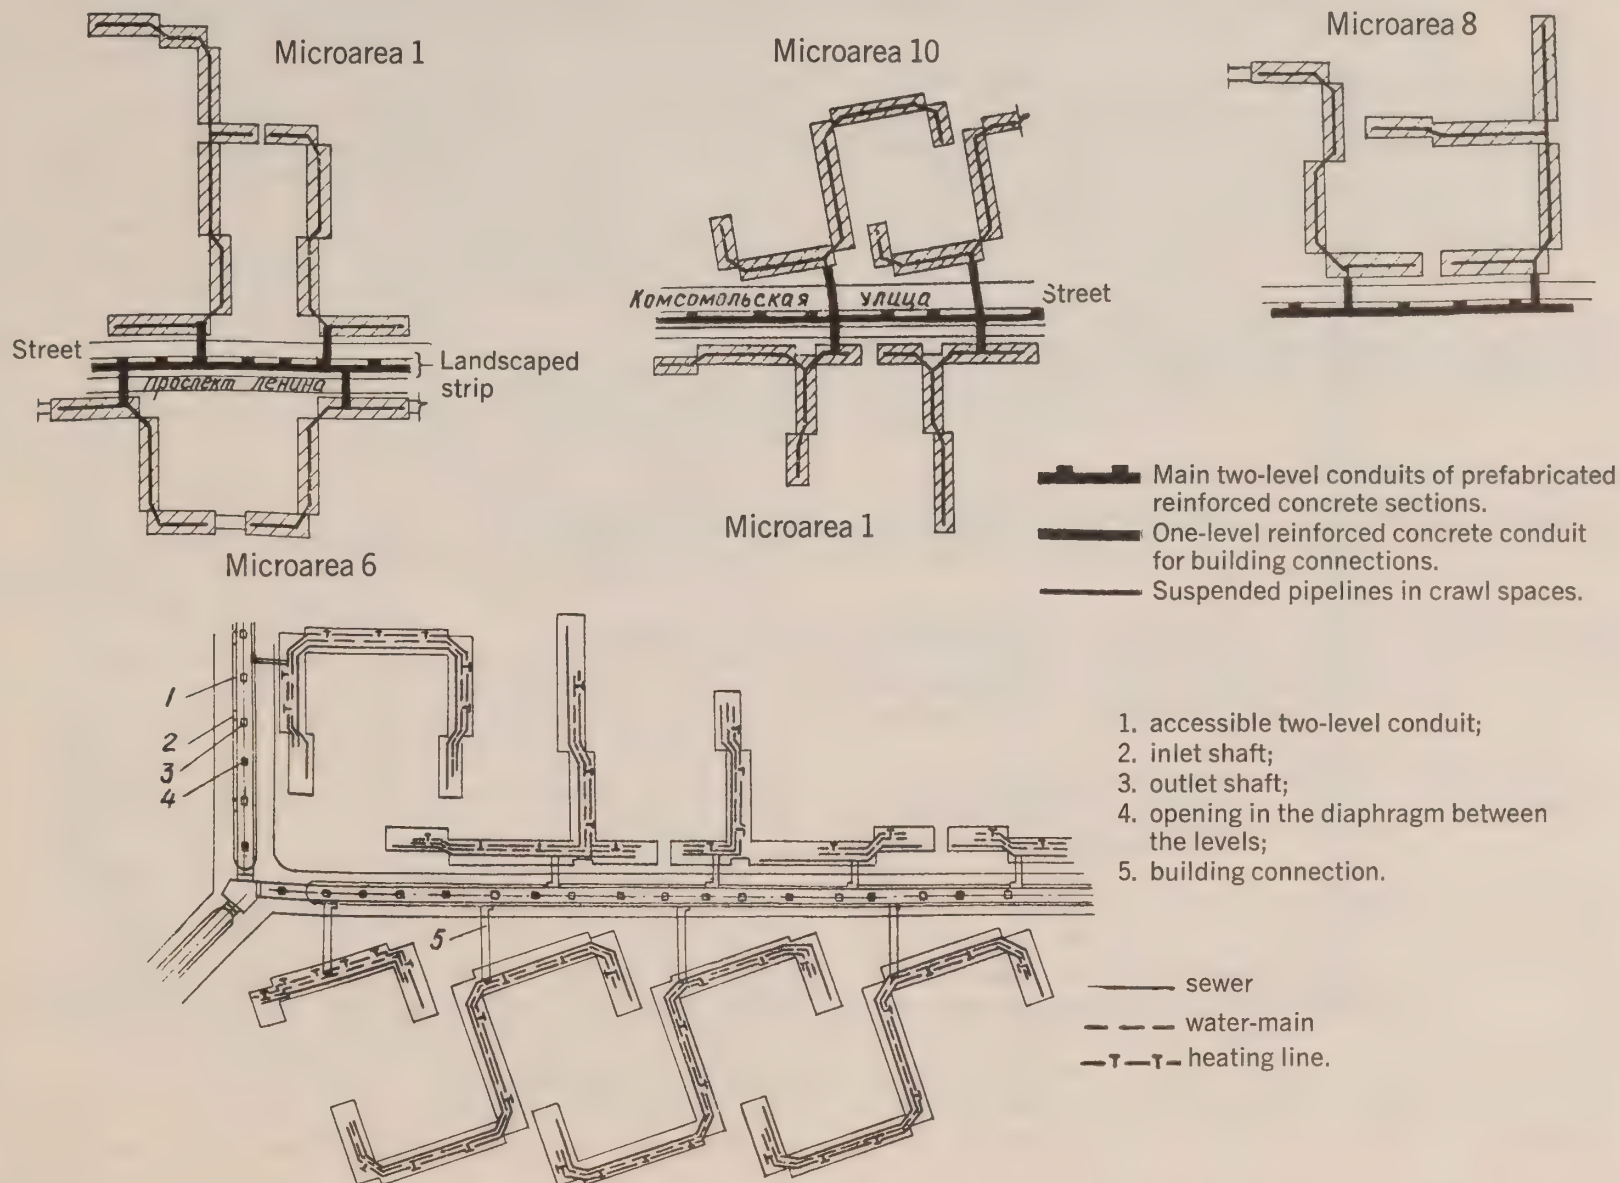 Microarea 1
Microarea 10
Microarea 8
Street
Landscaped
strip
проспект ленина
Комсомольская улица
Street
Microarea 1
Microarea 6
Main two-level conduits of prefabricated
reinforced concrete sections.
One-level reinforced concrete conduit
for building connections.
Suspended pipelines in crawl spaces.
1
2
3
4
5
1. accessible two-level conduit;
2. inlet shaft;
3. outlet shaft;
4. opening in the diaphragm between
the levels;
5. building connection.
sewer
water-main
heating line.